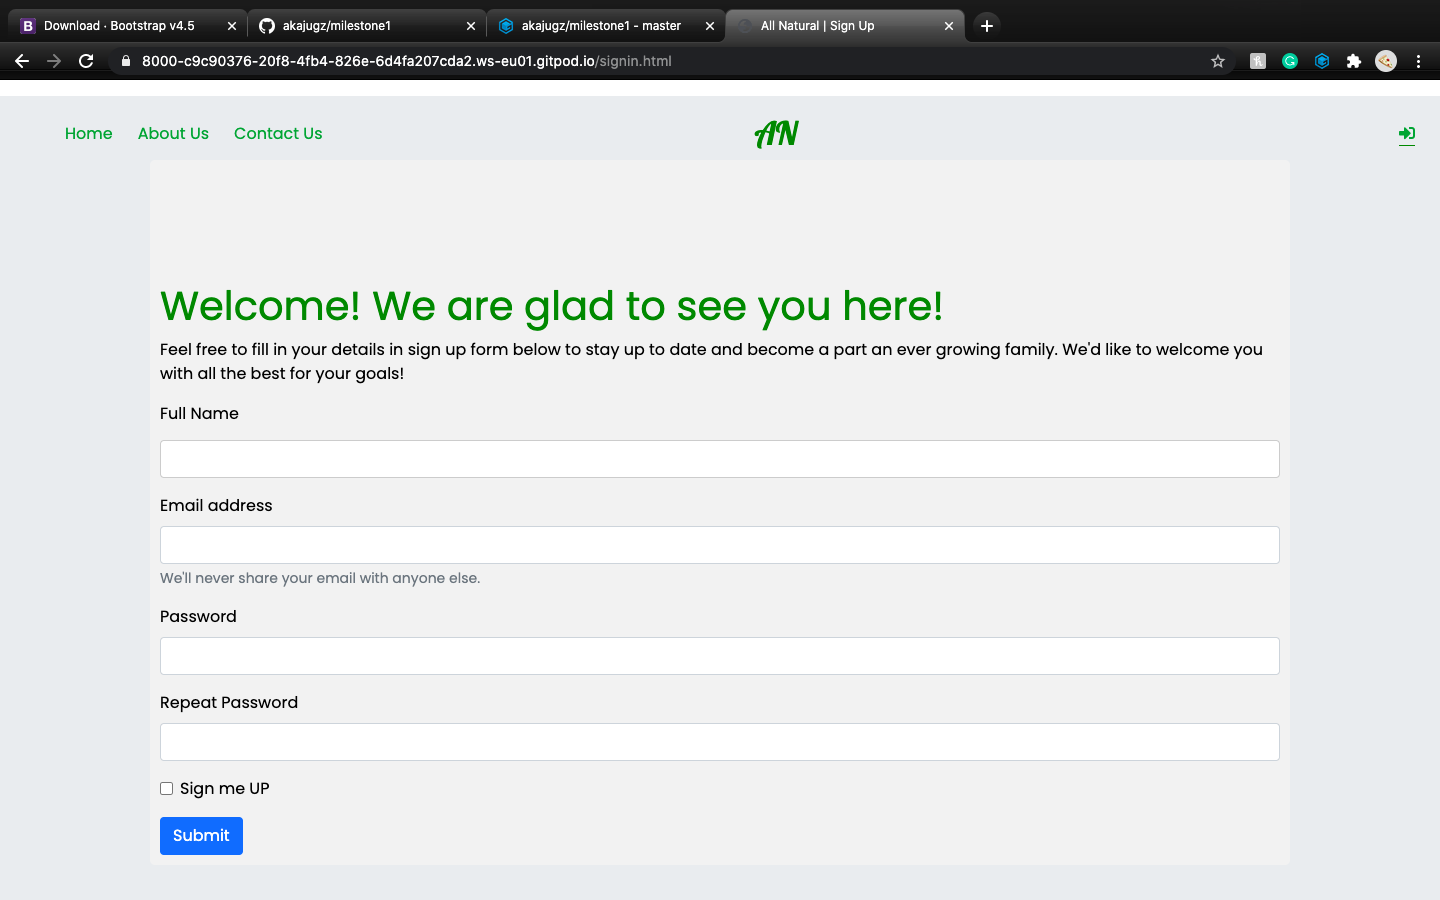 Download · Bootstrap v4.5
akajugz/milestone1
akajugz/milestone1 - master
All Natural | Sign Up
8000-c9c90376-20f8-4fb4-826e-6d4fa207cda2.ws-eu01.gitpod.io/signin.html
Home About Us Contact Us
AN
Welcome! We are glad to see you here!
Feel free to fill in your details in sign up form below to stay up to date and become a part an ever growing family. We'd like to welcome you
with all the best for your goals!
Full Name
Email address
We'll never share your email with anyone else.
Password
Repeat Password
Sign me UP
Submit